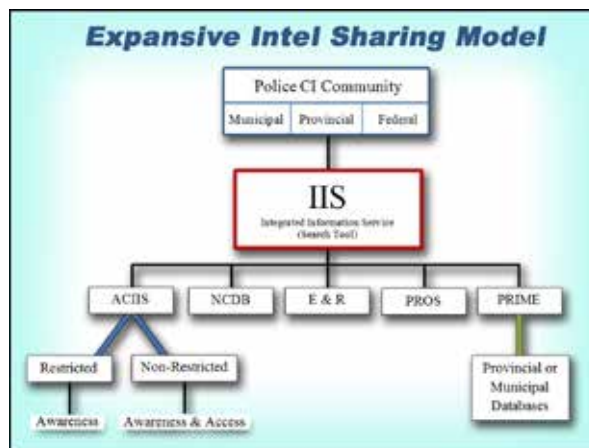 Expansive Intel Sharing Model
Police CI Community
Municipal Provincial Federal
IIS
Integrated Information Service
(Search Tool)
ACIIS NCDB E & R PROS PRIME
Restricted Non-Restricted
Provincial or
Municipal
Databases
Awareness Awareness & Access